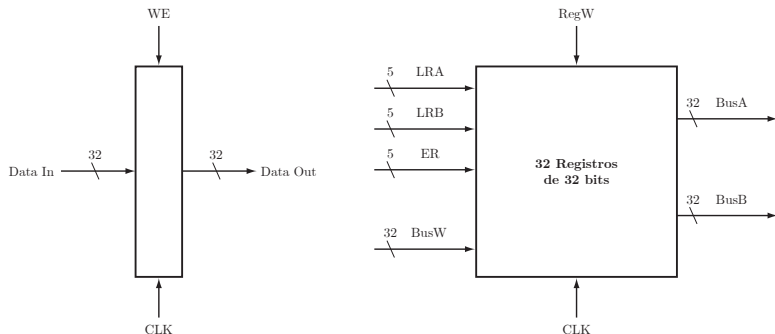 WE
32
32
Data In
Data Out
CLK
RegW
5 LRA
5 LRB
5 ER
32 BusW
32 Registros
de 32 bits
32 BusA
32 BusB
CLK